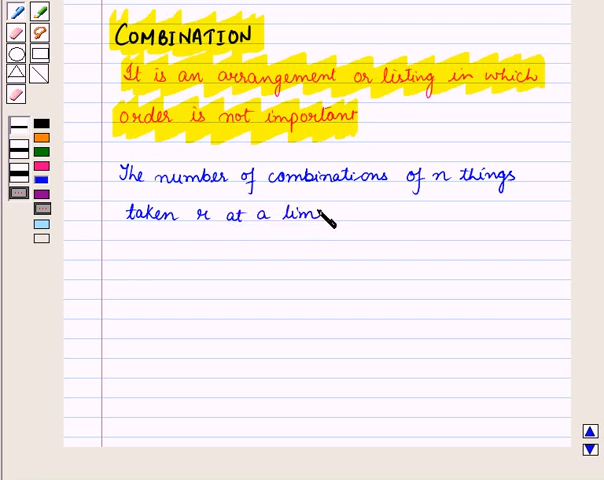 COMBINATION
It is an arrangement or listing in which
order is not important
The number of combinations of n things
taken r at a tim